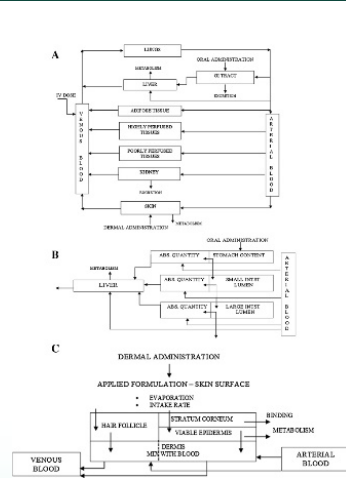 A
LUNGS
METABOLISM
ORAL ADMINISTRATION
LIVER
GI TRACT
EXCRETION
IV DOSE
ADIPOSE TISSUE
VENOUS BLOOD
HIGHLY PERFUSED
TISSUES
ARTERIAL BLOOD
POORLY PERFUSED
TISSUES
KIDNEY
EXCRETION
SKIN
METABOLISM
DERMAL ADMINISTRATION
B
ORAL ADMINISTRATION
ABS. QUANTITY STOMACH CONTENT
METABOLISM
LIVER
ABS. QUANTITY SMALL INTST
LUMEN
ARTERIAL BLOOD
ABS. QUANTITY LARGE INTST
LUMEN
C
DERMAL ADMINISTRATION
APPLIED FORMULATION – SKIN SURFACE
• EVAPORATION
• INTAKE RATE
STRATUM CORNEUM
BINDING
HAIR FOLLICLE
VIABLE EPIDERMIS
METABOLISM
DERMIS
MIX WITH BLOOD
VENOUS
BLOOD
ARTERIAL
BLOOD